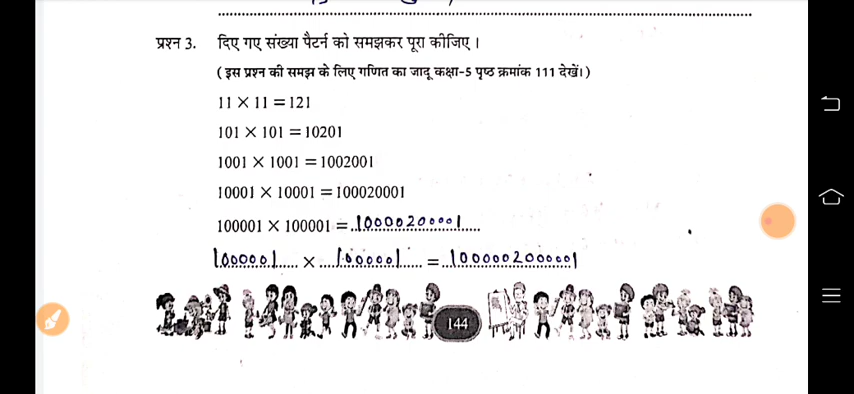 प्रश्न 3. दिए गए संख्या पैटर्न को समझकर पूरा कीजिए ।
( इस प्रश्न की समझ के लिए गणित का जादू कक्षा-5 पृष्ठ क्रमांक 111 देखें। )
11 × 11 = 121
101 × 101 = 10201
1001 × 1001 = 1002001
10001 × 10001 = 100020001
100001 × 100001 = 10000200001
1000001 × 1000001 = 1000002000001
144